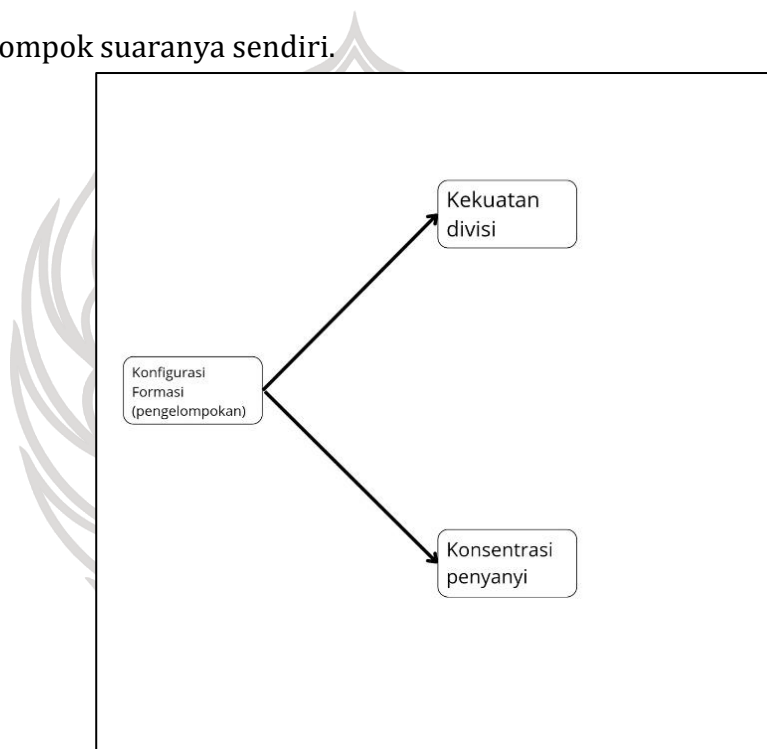 ompok suaranya sendiri.
Kekuatan
divisi
Konfigurasi
Formasi
(pengelompokan)
Konsentrasi
penyanyi